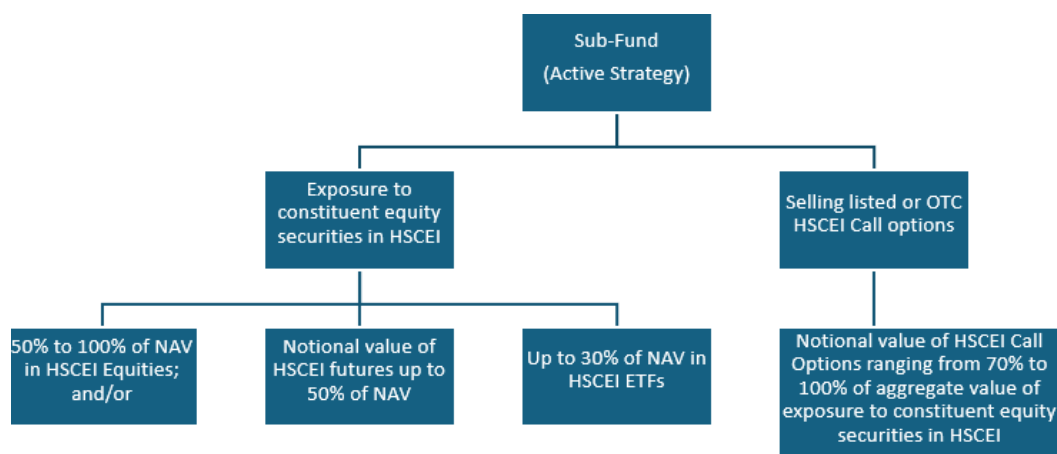 Sub-Fund
(Active Strategy)
Exposure to
constituent equity
securities in HSCEI
Selling listed or OTC
HSCEI Call options
50% to 100% of NAV
in HSCEI Equities;
and/or
Notional value of
HSCEI futures up to
50% of NAV
Up to 30% of NAV in
HSCEI ETFs
Notional value of HSCEI Call
Options ranging from 70% to
100% of aggregate value of
exposure to constituent equity
securities in HSCEI